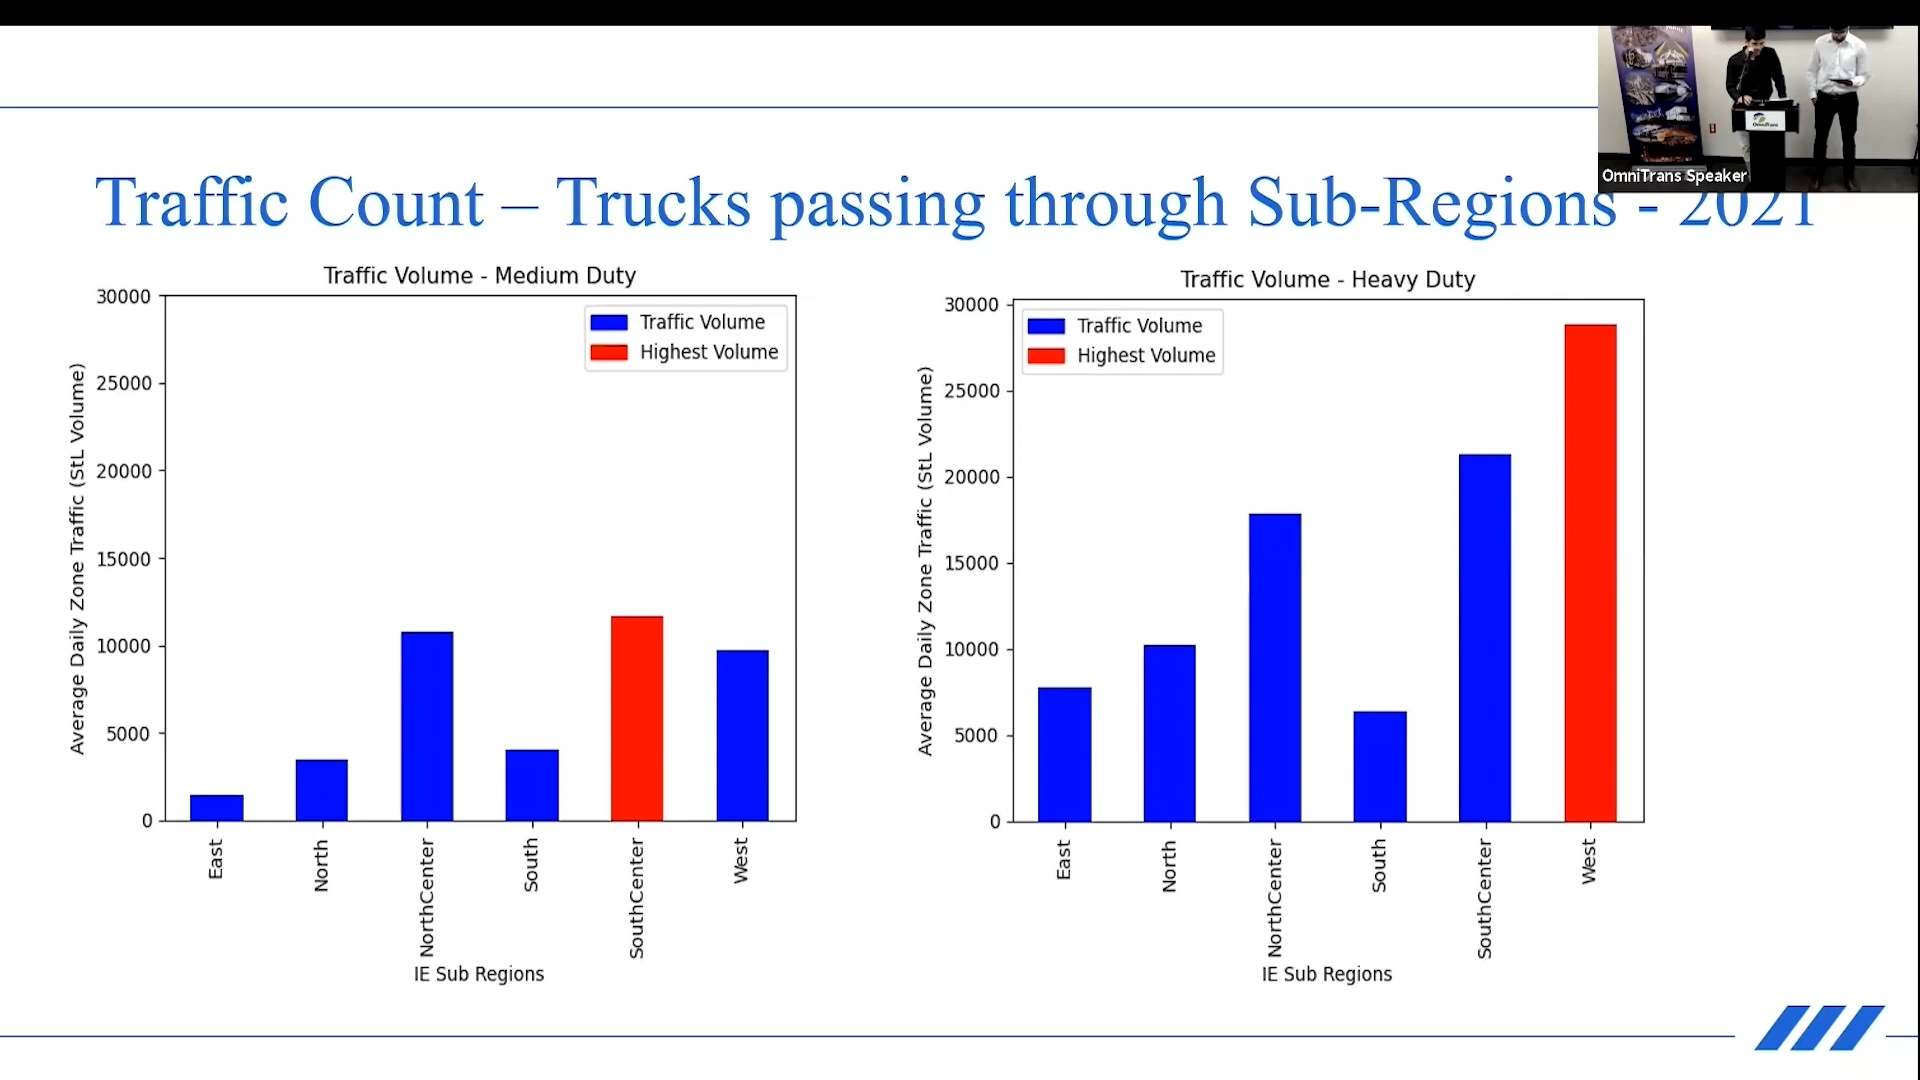 OmniTrans Speaker
OmniTrans
Traffic Count – Trucks passing through Sub-Regions - 2021
Traffic Volume - Medium Duty
30000
25000
20000
15000
10000
5000
0
Average Daily Zone Traffic (StL Volume)
Traffic Volume
Highest Volume
East
North
NorthCenter
South
SouthCenter
West
IE Sub Regions
Traffic Volume - Heavy Duty
30000
25000
20000
15000
10000
5000
0
Average Daily Zone Traffic (StL Volume)
Traffic Volume
Highest Volume
East
North
NorthCenter
South
SouthCenter
West
IE Sub Regions